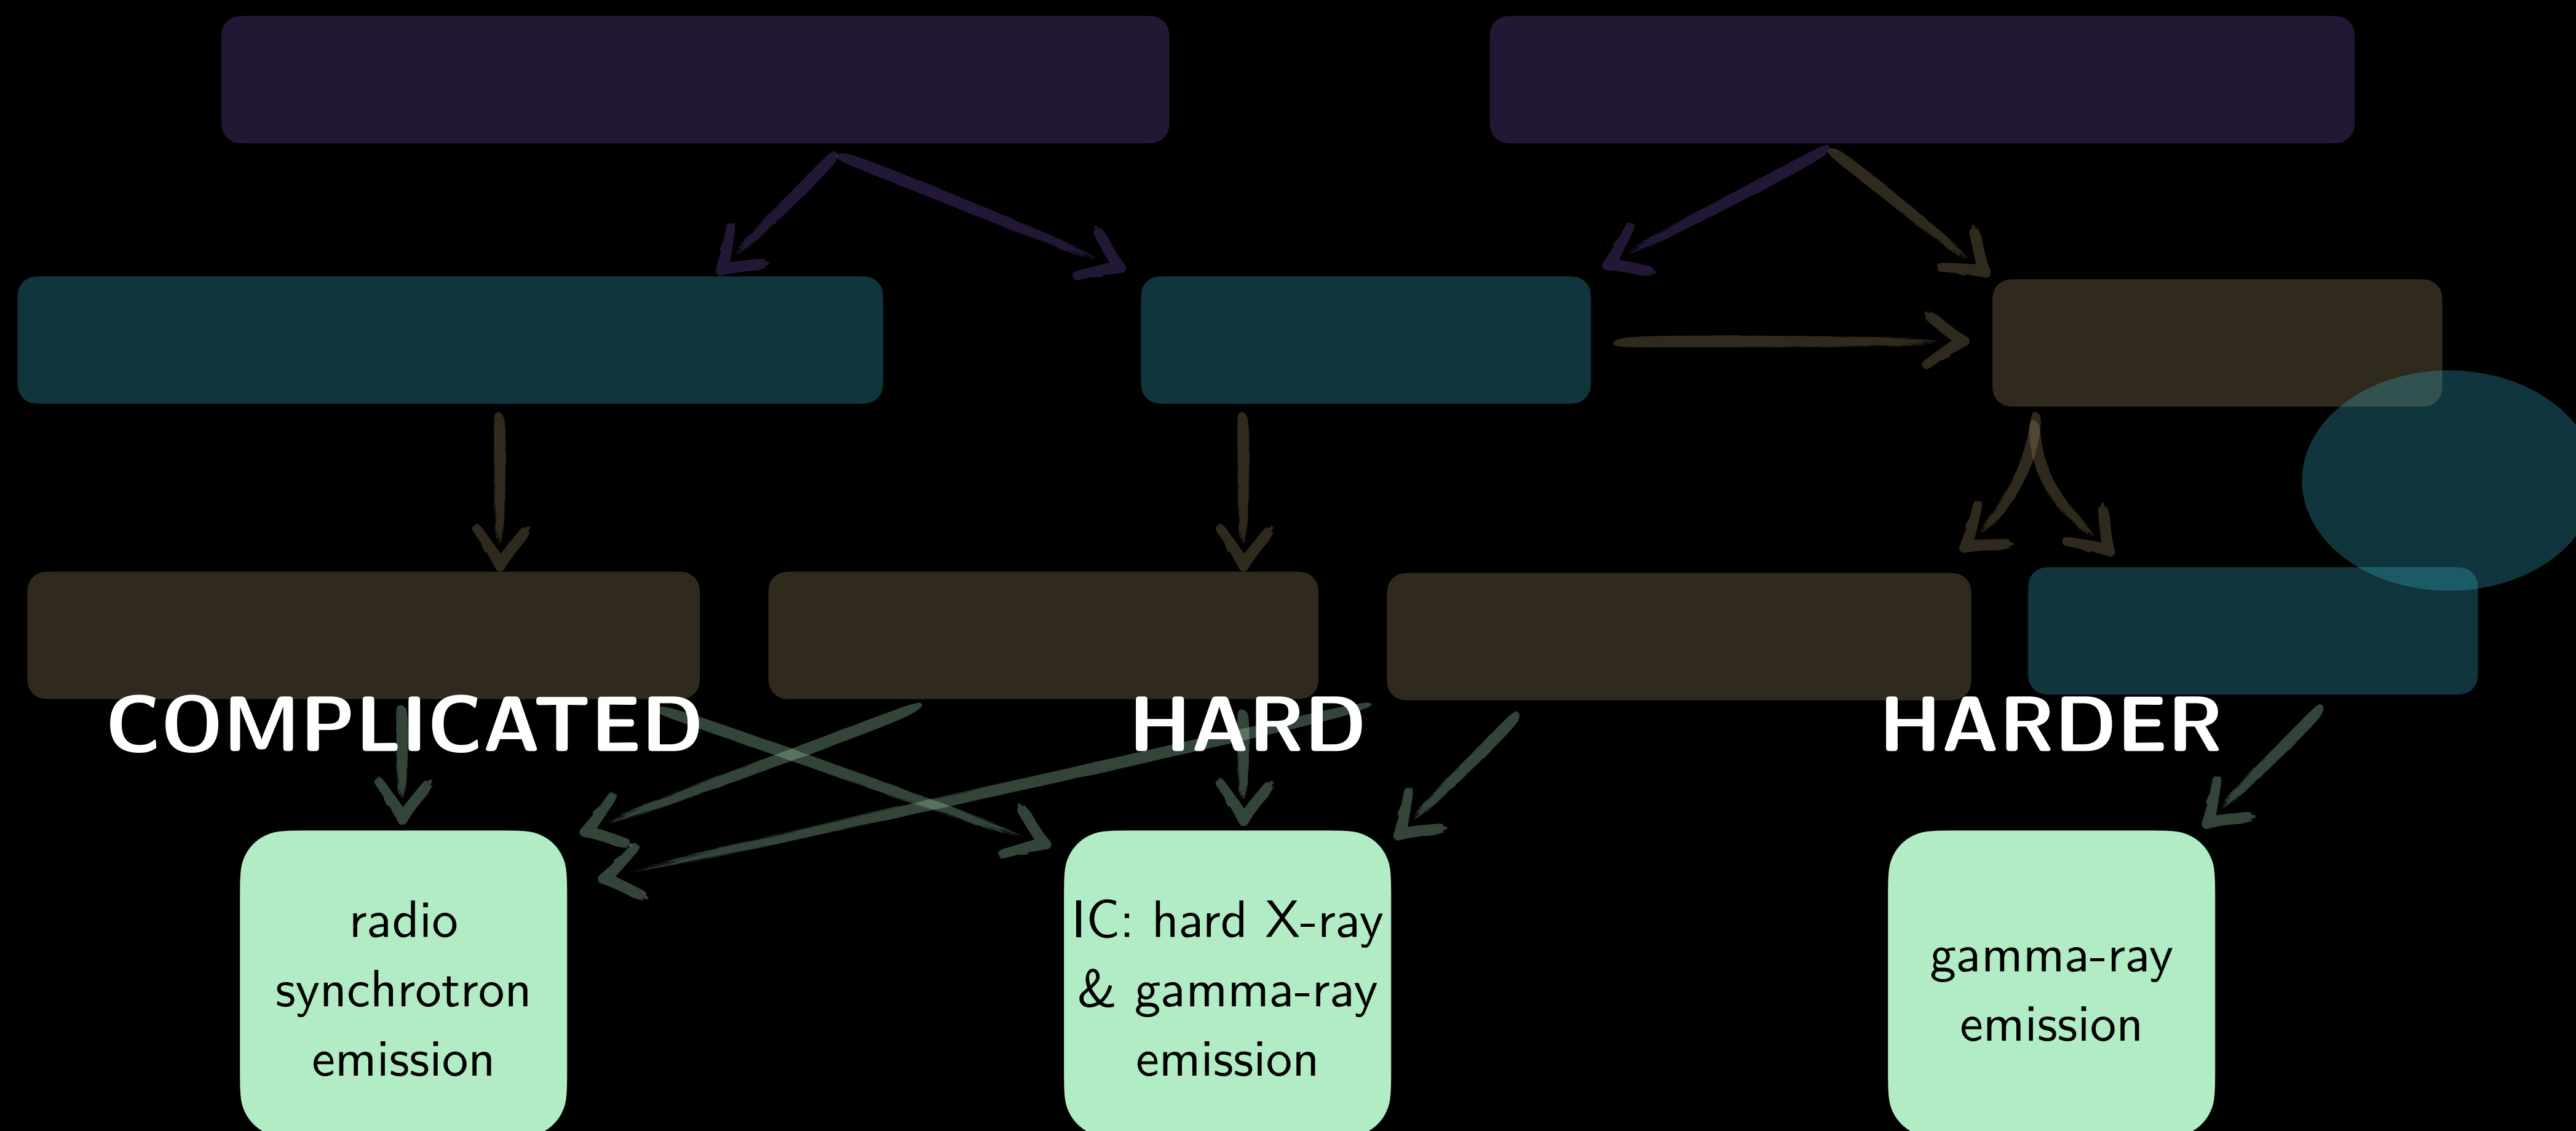 COMPLICATED
HARD
HARDER
radio
synchrotron
emission
IC: hard X-ray
& gamma-ray
emission
gamma-ray
emission